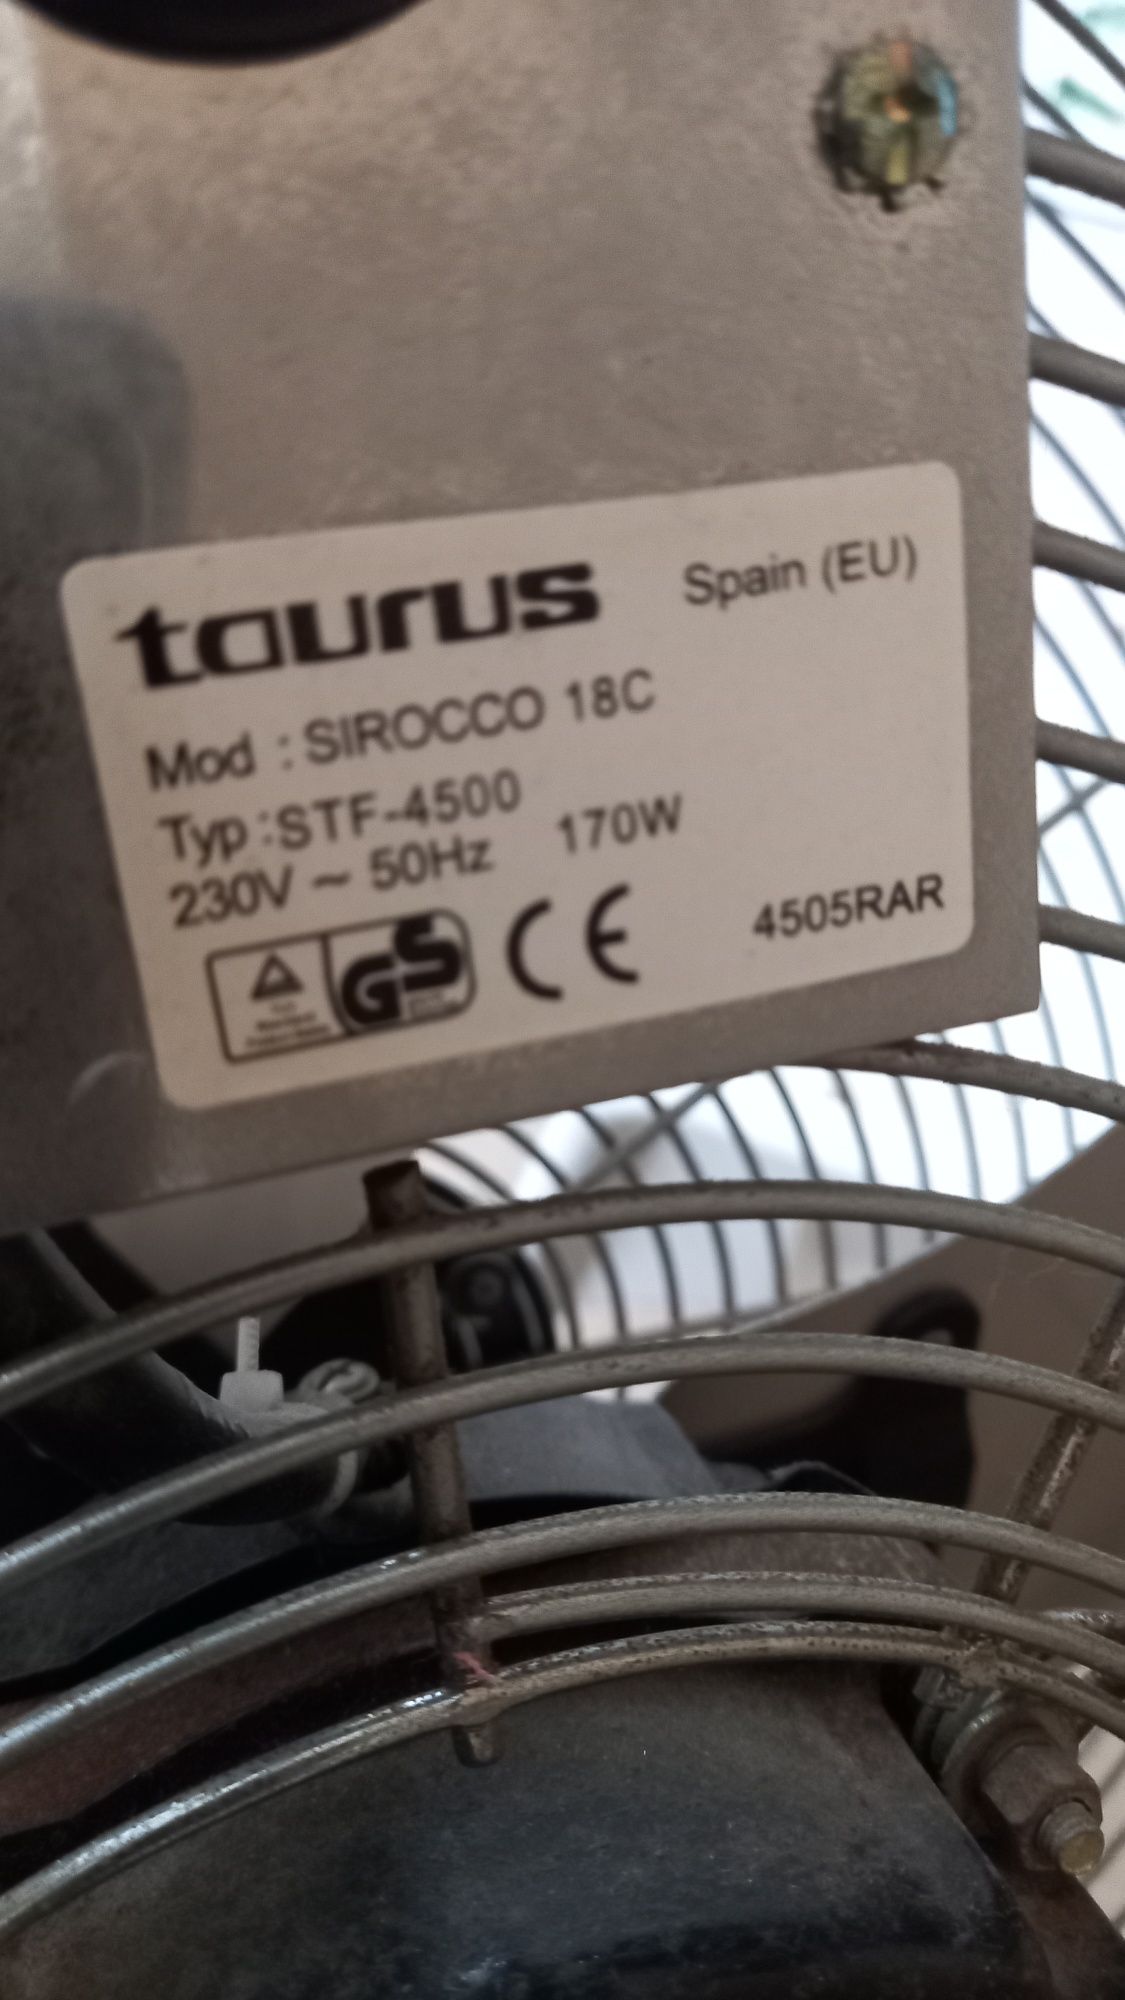 taurus Spain (EU)
Mod : SIROCCO 18C
Typ :STF-4500
230V ~ 50Hz 170W
GS CE 4505RAR